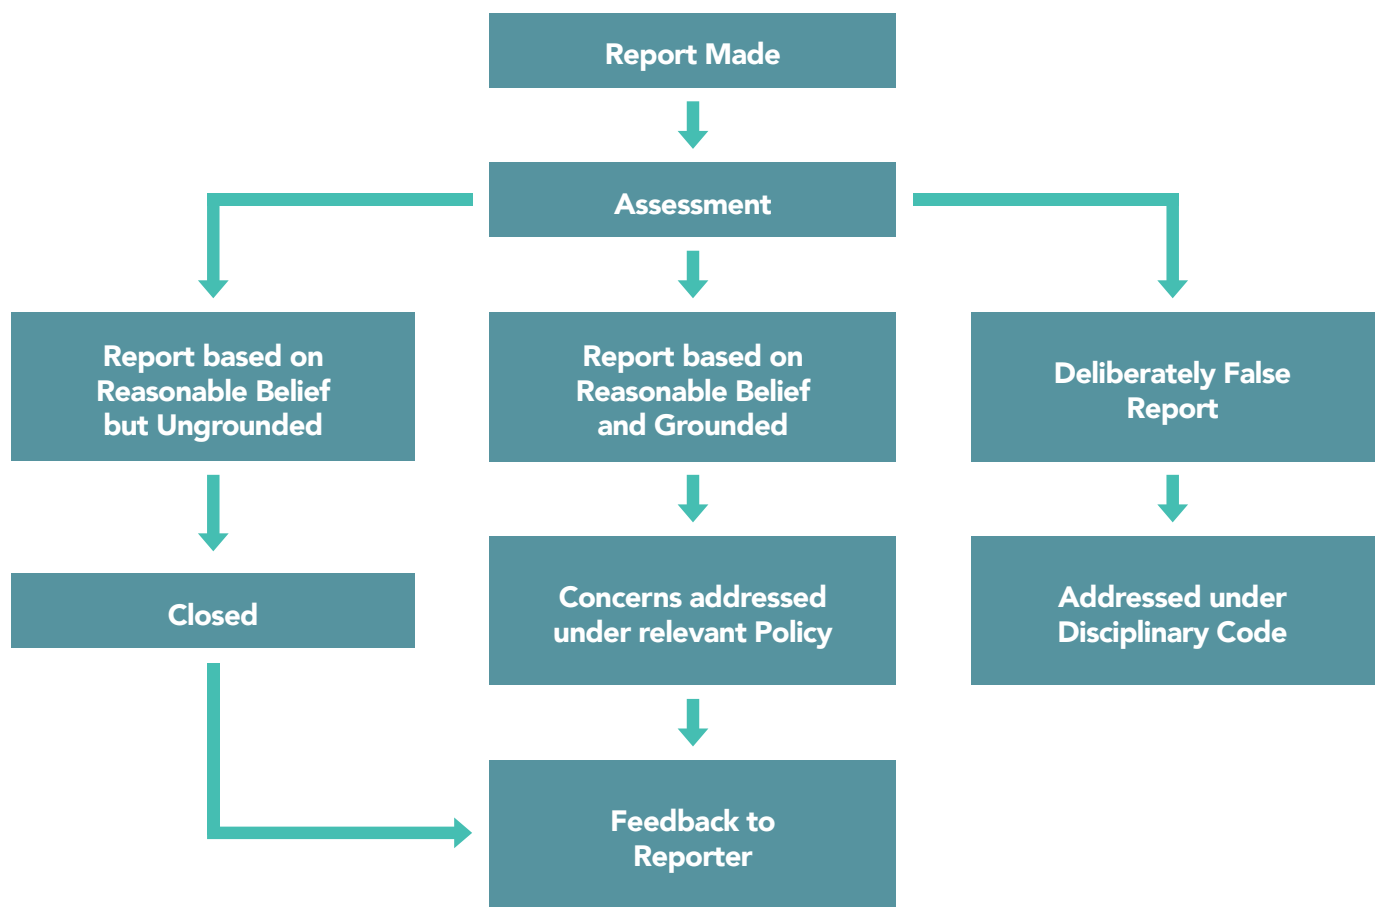 Report Made
Assessment
Report based on
Reasonable Belief
but Ungrounded
Report based on
Reasonable Belief
and Grounded
Deliberately False
Report
Closed
Concerns addressed
under relevant Policy
Addressed under
Disciplinary Code
Feedback to
Reporter